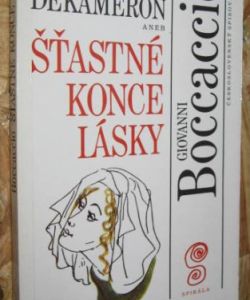 DEKAMERON
ANEB
ŠŤASTNÉ
KONCE
LÁSKY
GIOVANNI
Boccaccio
ČESKOSLOVENSKÝ SPISOVATEL
SPIRÁLA